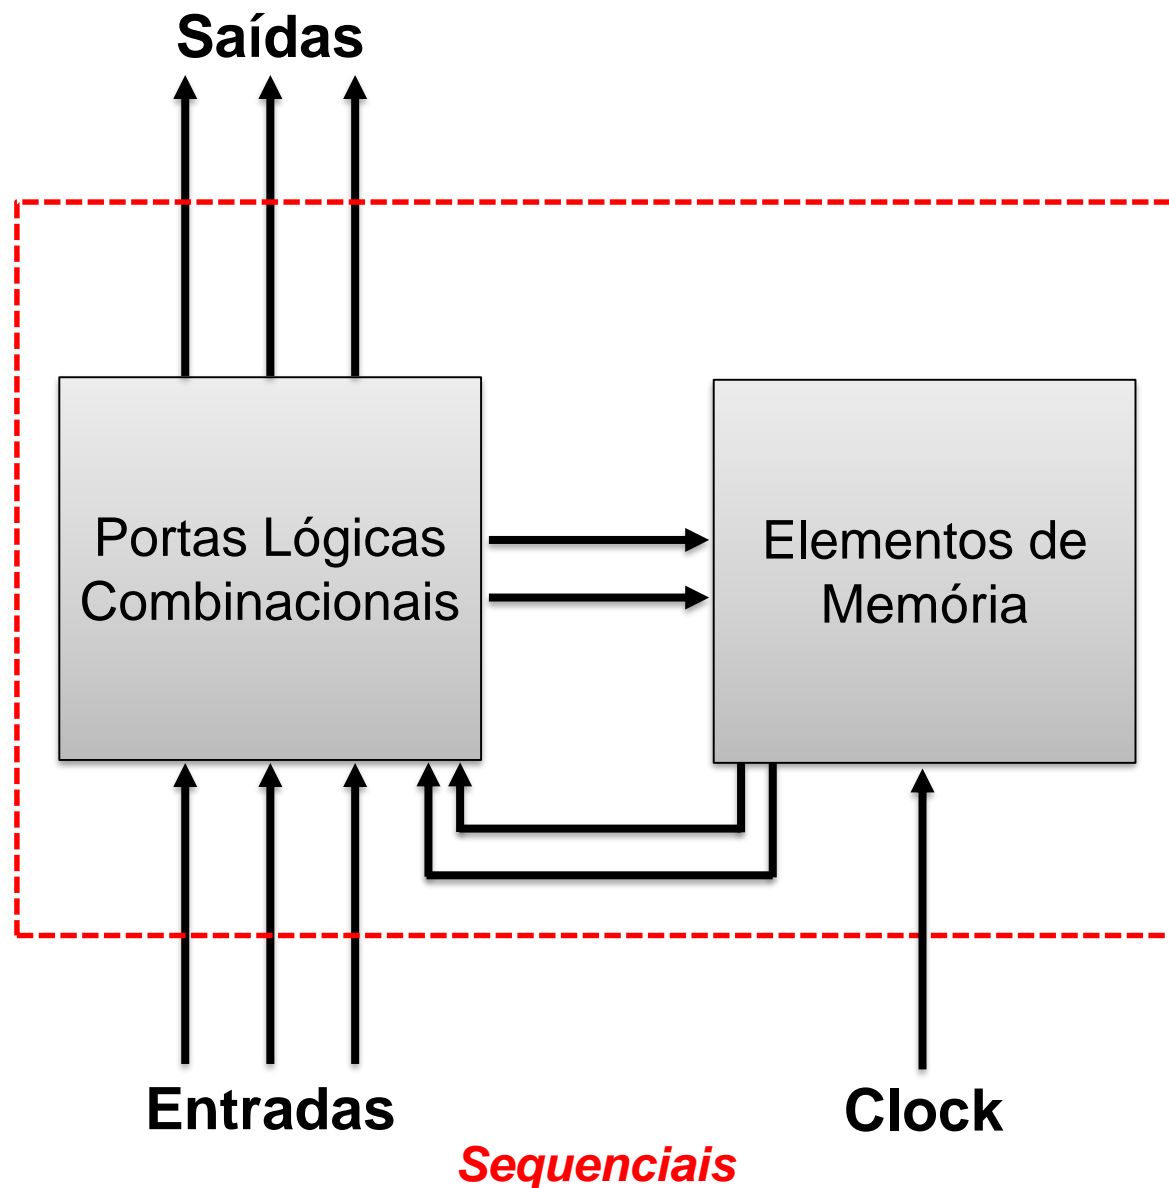 Saídas
Portas Lógicas
Combinacionais
Elementos de
Memória
Entradas
Clock
Sequenciais